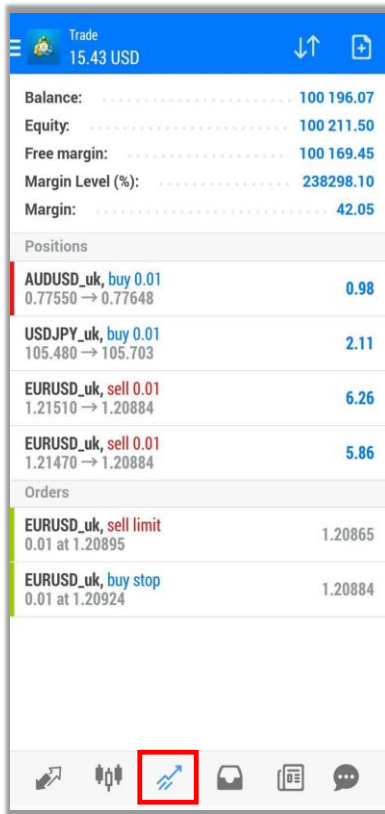 Trade
15.43 USD
Balance: 100 196.07
Equity: 100 211.50
Free margin: 100 169.45
Margin Level (%): 238298.10
Margin: 42.05
Positions
AUDUSD_uk, buy 0.01
0.77550 → 0.77648 0.98
USDJPY_uk, buy 0.01
105.480 → 105.703 2.11
EURUSD_uk, sell 0.01
1.21510 → 1.20884 6.26
EURUSD_uk, sell 0.01
1.21470 → 1.20884 5.86
Orders
EURUSD_uk, sell limit
0.01 at 1.20895 1.20865
EURUSD_uk, buy stop
0.01 at 1.20924 1.20884